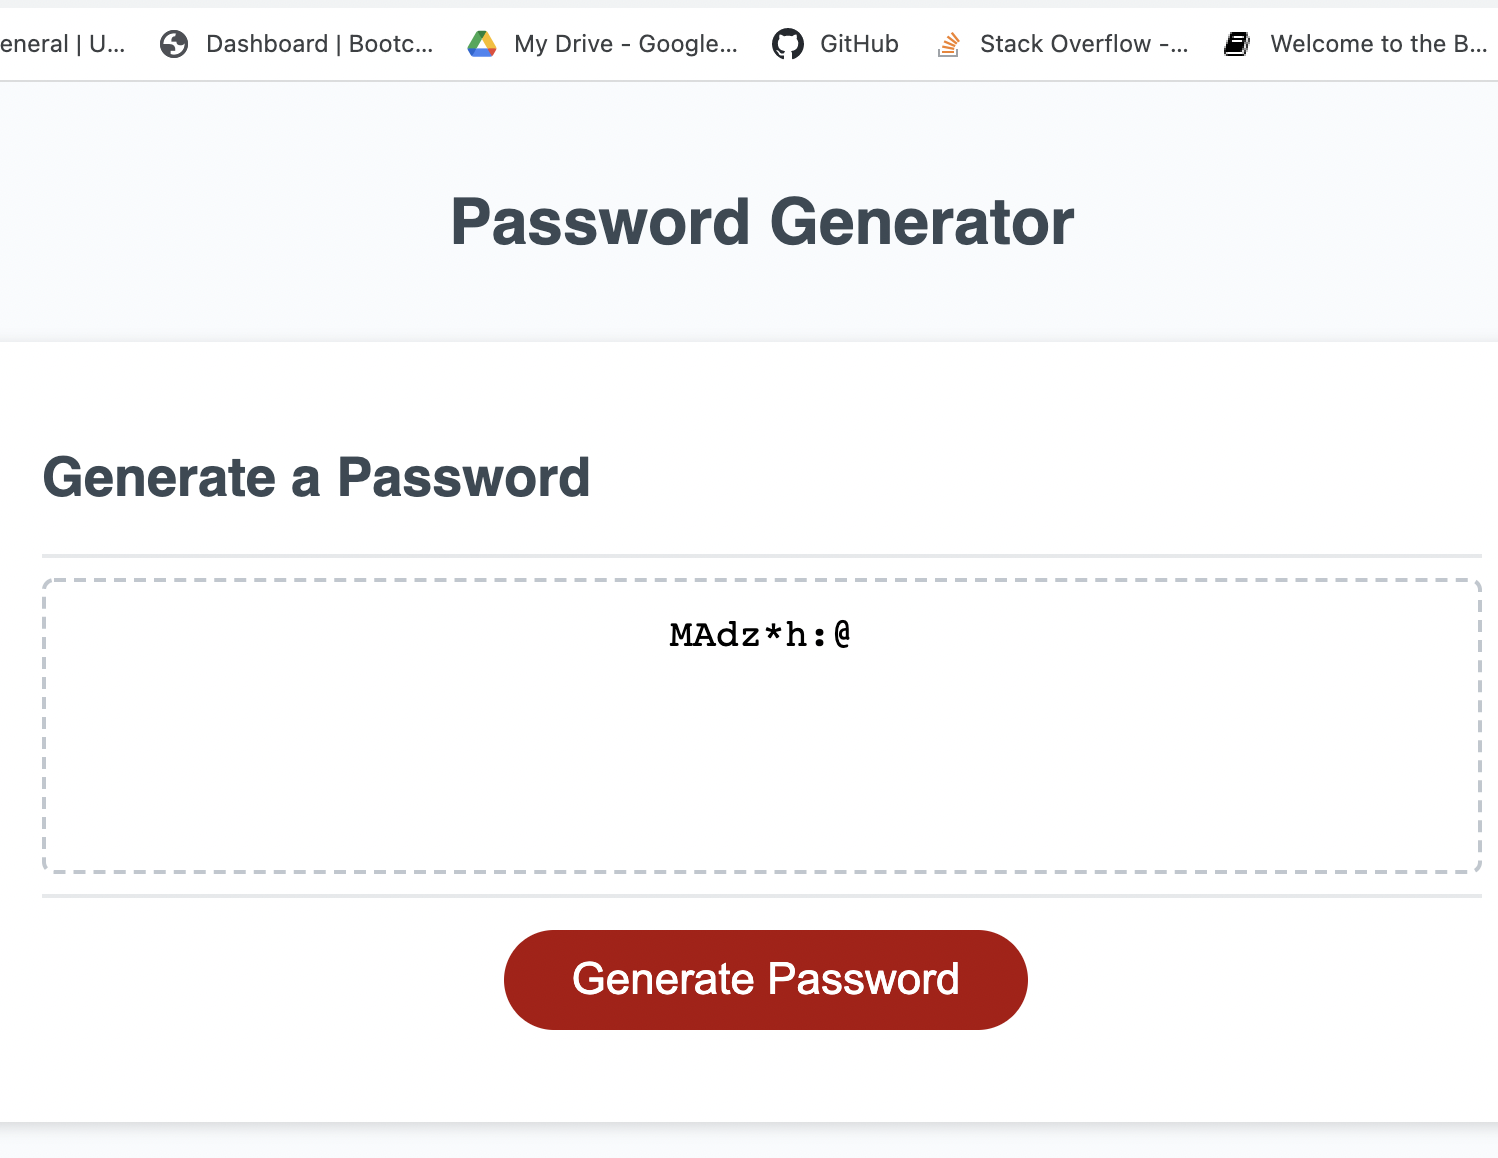 eneral | U... Dashboard | Bootc... My Drive - Google... GitHub Stack Overflow -... Welcome to the B...
Password Generator
Generate a Password
MAdz*h:@
Generate Password